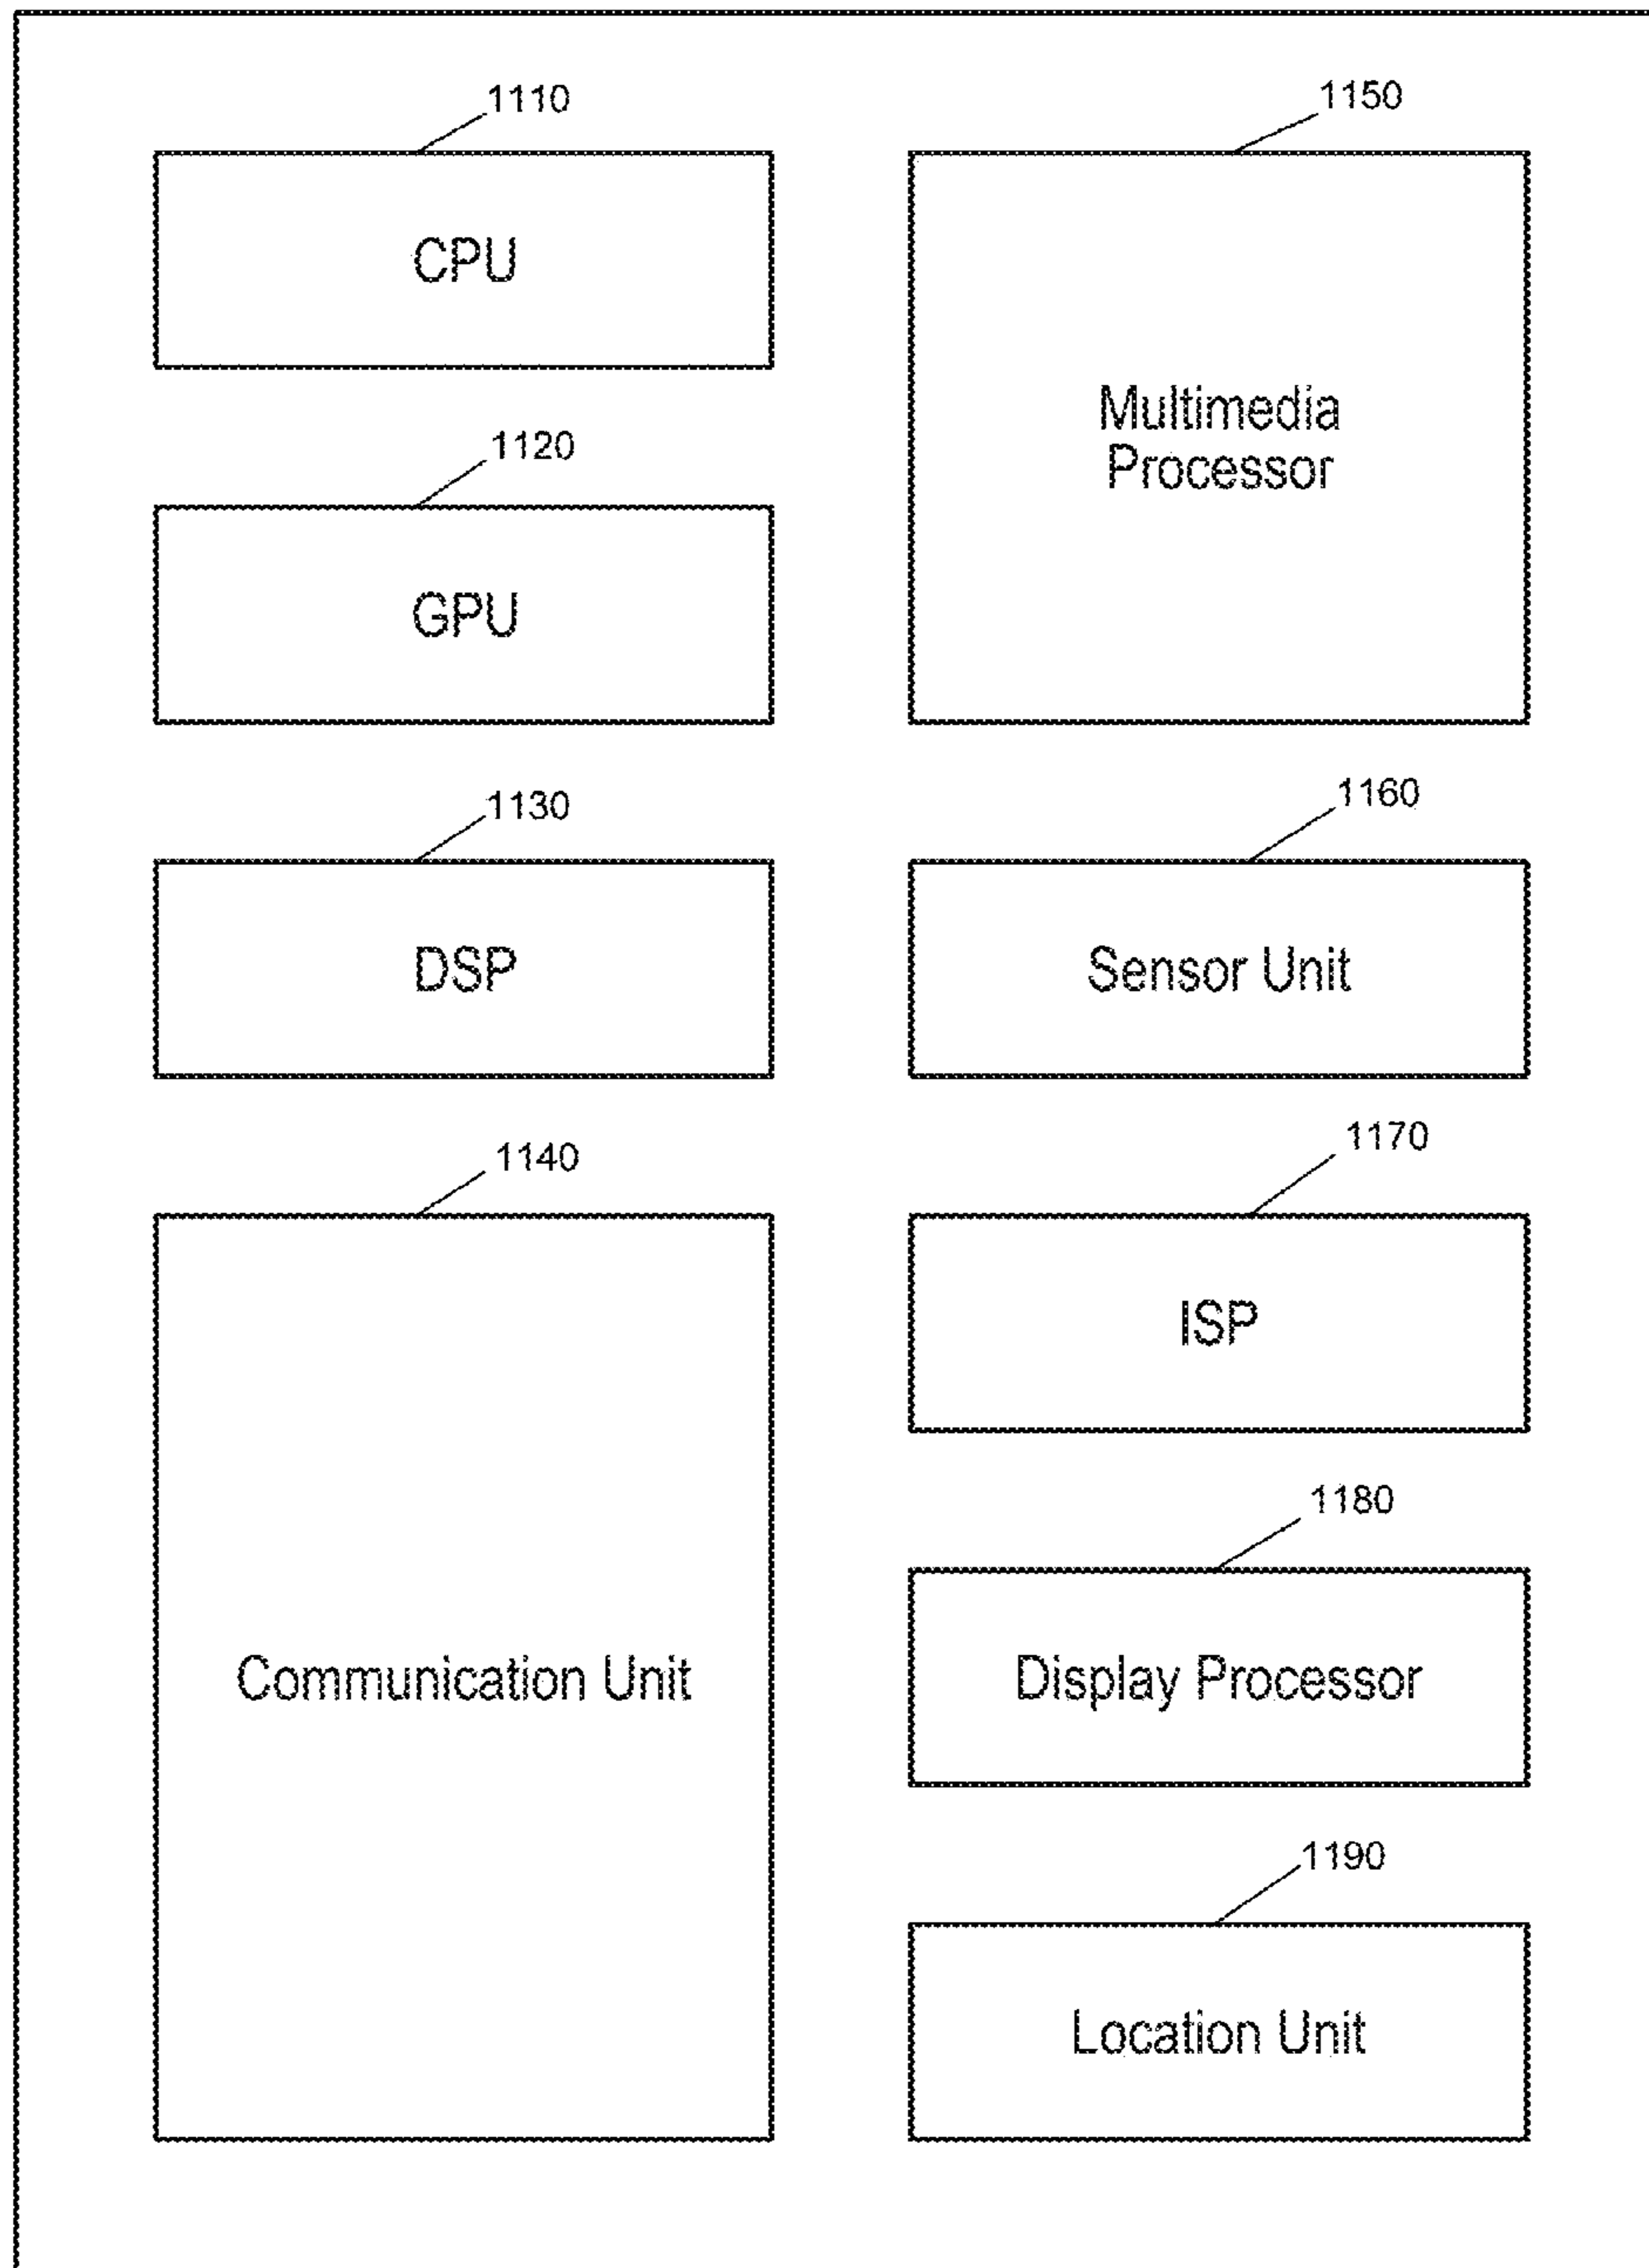 1110
CPU
1120
GPU
1130
DSP
1140
Communication Unit
1150
Multimedia
Processor
1160
Sensor Unit
1170
ISP
1180
Display Processor
1190
Location Unit